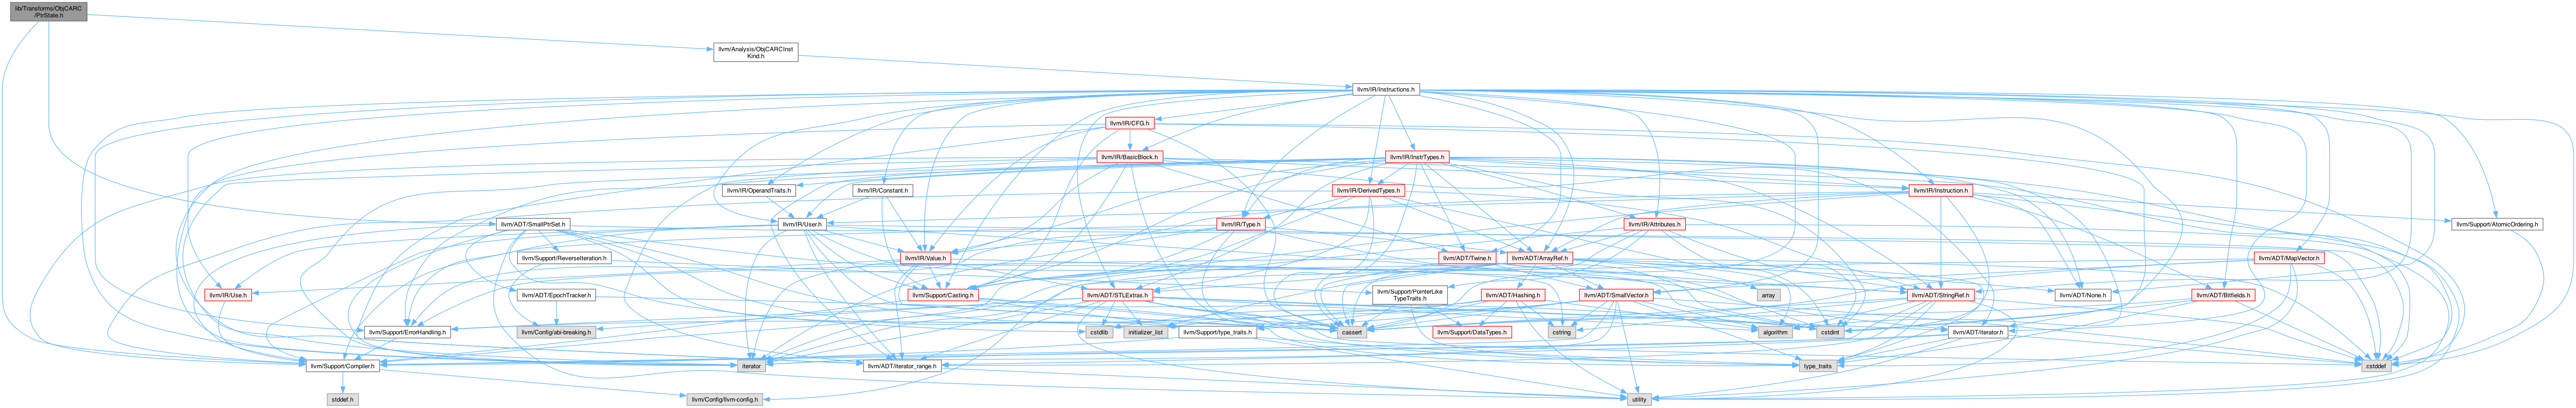 lib/Transforms/ObjCARC
/PtrState.h
llvm/Analysis/ObjCARCInst
Kind.h
llvm/IR/Instructions.h
llvm/IR/CFG.h
llvm/IR/BasicBlock.h
llvm/IR/InstrTypes.h
llvm/IR/OperandTraits.h
llvm/IR/Constant.h
llvm/IR/DerivedTypes.h
llvm/IR/Instruction.h
llvm/ADT/SmallPtrSet.h
llvm/IR/User.h
llvm/IR/Type.h
llvm/IR/Attributes.h
llvm/Support/AtomicOrdering.h
llvm/Support/ReverseIteration.h
llvm/IR/Value.h
llvm/ADT/Twine.h
llvm/ADT/ArrayRef.h
llvm/ADT/MapVector.h
llvm/IR/Use.h
llvm/ADT/EpochTracker.h
llvm/Support/Casting.h
llvm/ADT/STLExtras.h
llvm/Support/PointerLike
TypeTraits.h
llvm/ADT/Hashing.h
llvm/ADT/SmallVector.h
array
llvm/ADT/StringRef.h
llvm/ADT/None.h
llvm/ADT/Bitfields.h
llvm/Support/ErrorHandling.h
llvm/Config/abi-breaking.h
cstdlib
initializer_list
llvm/Support/type_traits.h
cassert
llvm/Support/DataTypes.h
cstring
algorithm
cstdint
llvm/ADT/iterator.h
llvm/Support/Compiler.h
iterator
llvm/ADT/iterator_range.h
type_traits
cstddef
stddef.h
llvm/Config/llvm-config.h
utility